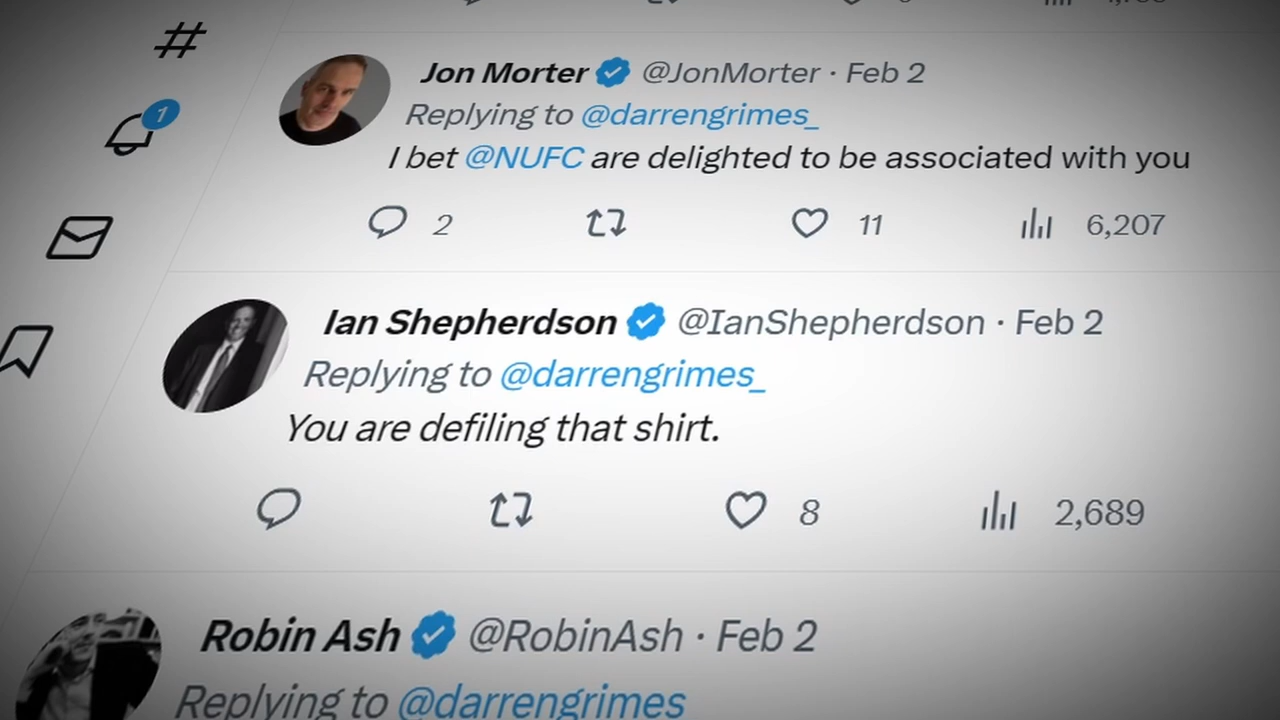 1
Jon Morter @JonMorter · Feb 2
Replying to @darrengrimes_
I bet @NUFC are delighted to be associated with you
2 11 6,207
Ian Shepherdson @IanShepherdson · Feb 2
Replying to @darrengrimes_
You are defiling that shirt.
8 2,689
Robin Ash @RobinAsh · Feb 2
Replying to @darrengrimes